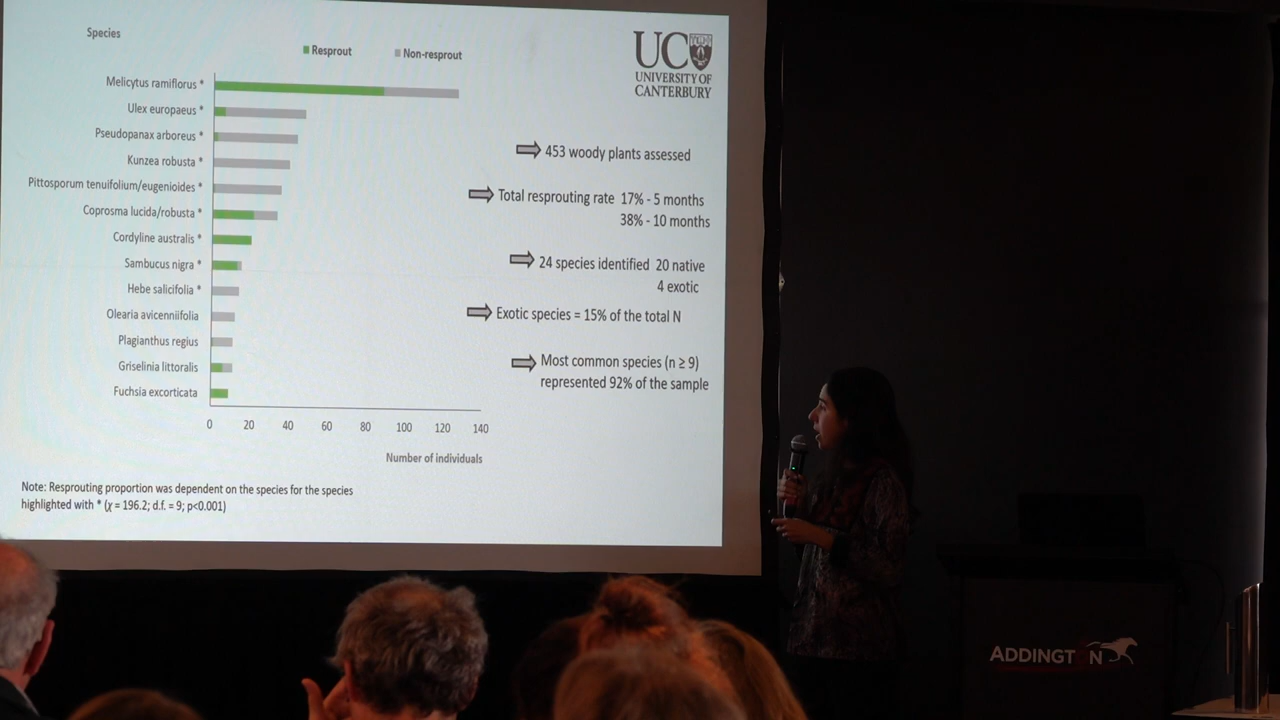 Species
Resprout Non-resprout
UC
UNIVERSITY OF
CANTERBURY
Melicytus ramiflorus *
Ulex europaeus *
Pseudopanax arboreus *
Kunzea robusta *
Pittosporum tenuifolium/eugenioides *
Coprosma lucida/robusta *
Cordyline australis *
Sambucus nigra *
Hebe salicifolia *
Olearia avicenniifolia
Plagianthus regius
Griselinia littoralis
Fuchsia excorticata
0 20 40 60 80 100 120 140
Number of individuals
Note: Resprouting proportion was dependent on the species for the species
highlighted with * (χ = 196.2; d.f. = 9; p<0.001)
453 woody plants assessed
Total resprouting rate 17% - 5 months
38% - 10 months
24 species identified 20 native
4 exotic
Exotic species = 15% of the total N
Most common species (n ≥ 9)
represented 92% of the sample
ADDINGT N